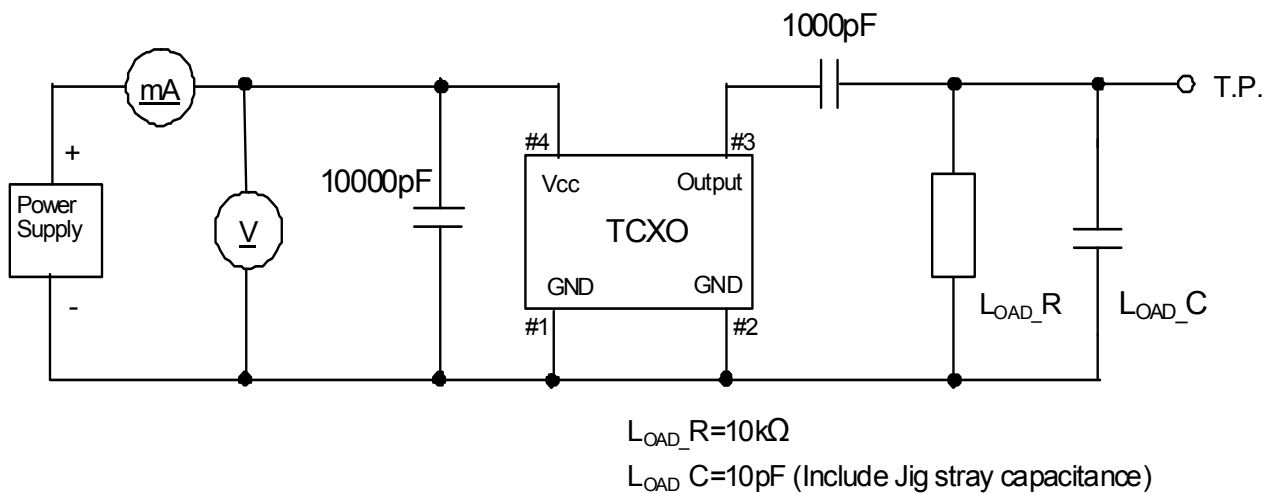 1000pF
mA
T.P.
#4
#3
+
10000pF
Vcc
Output
Power
Supply
V
TCXO
GND
GND
-
#1
#2
LOAD_R
LOAD_C
LOAD_R=10kΩ
LOAD C=10pF (Include Jig stray capacitance)